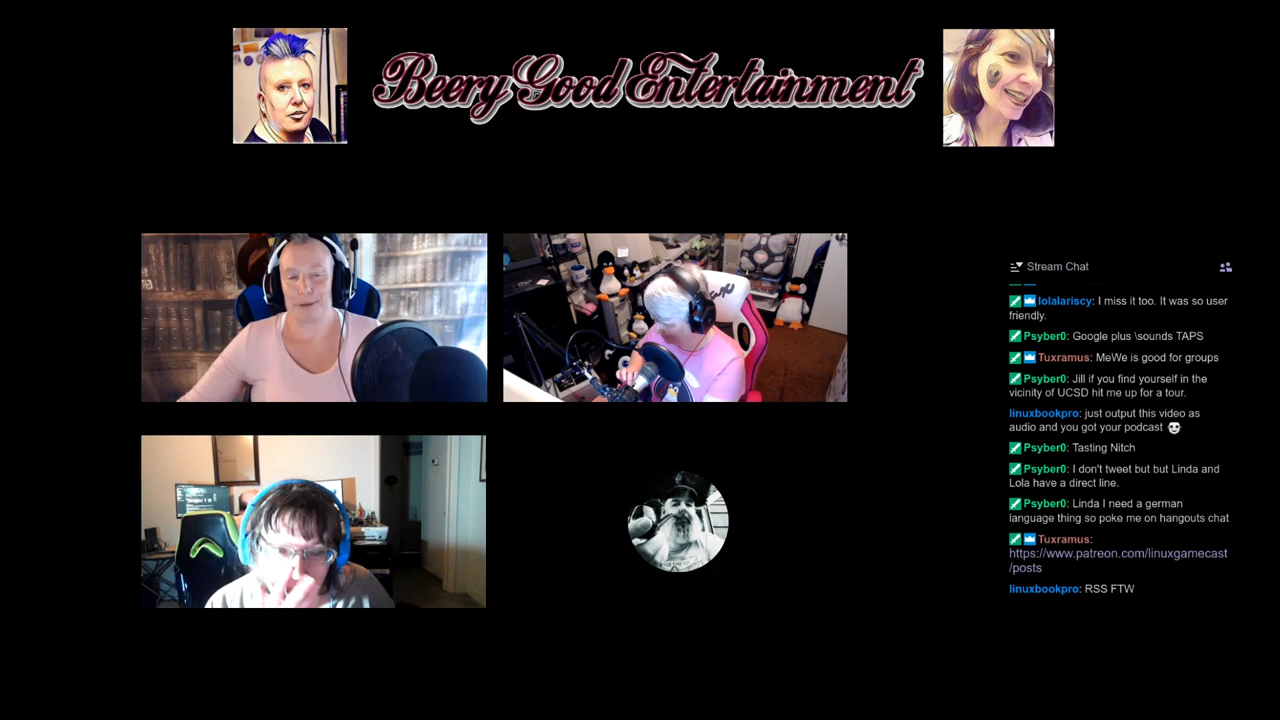 Beery Good Entertainment
Stream Chat
lolalariscy: I miss it too. It was so user
friendly.
Psyber0: Google plus \sounds TAPS
Tuxramus: MeWe is good for groups
Psyber0: Jill if you find yourself in the
vicinity of UCSD hit me up for a tour.
linuxbookpro: just output this video as
audio and you got your podcast
Psyber0: Tasting Nitch
Psyber0: I don't tweet but but Linda and
Lola have a direct line.
Psyber0: Linda I need a german
language thing so poke me on hangouts chat
Tuxramus:
https://www.patreon.com/linuxgamecast
/posts
linuxbookpro: RSS FTW